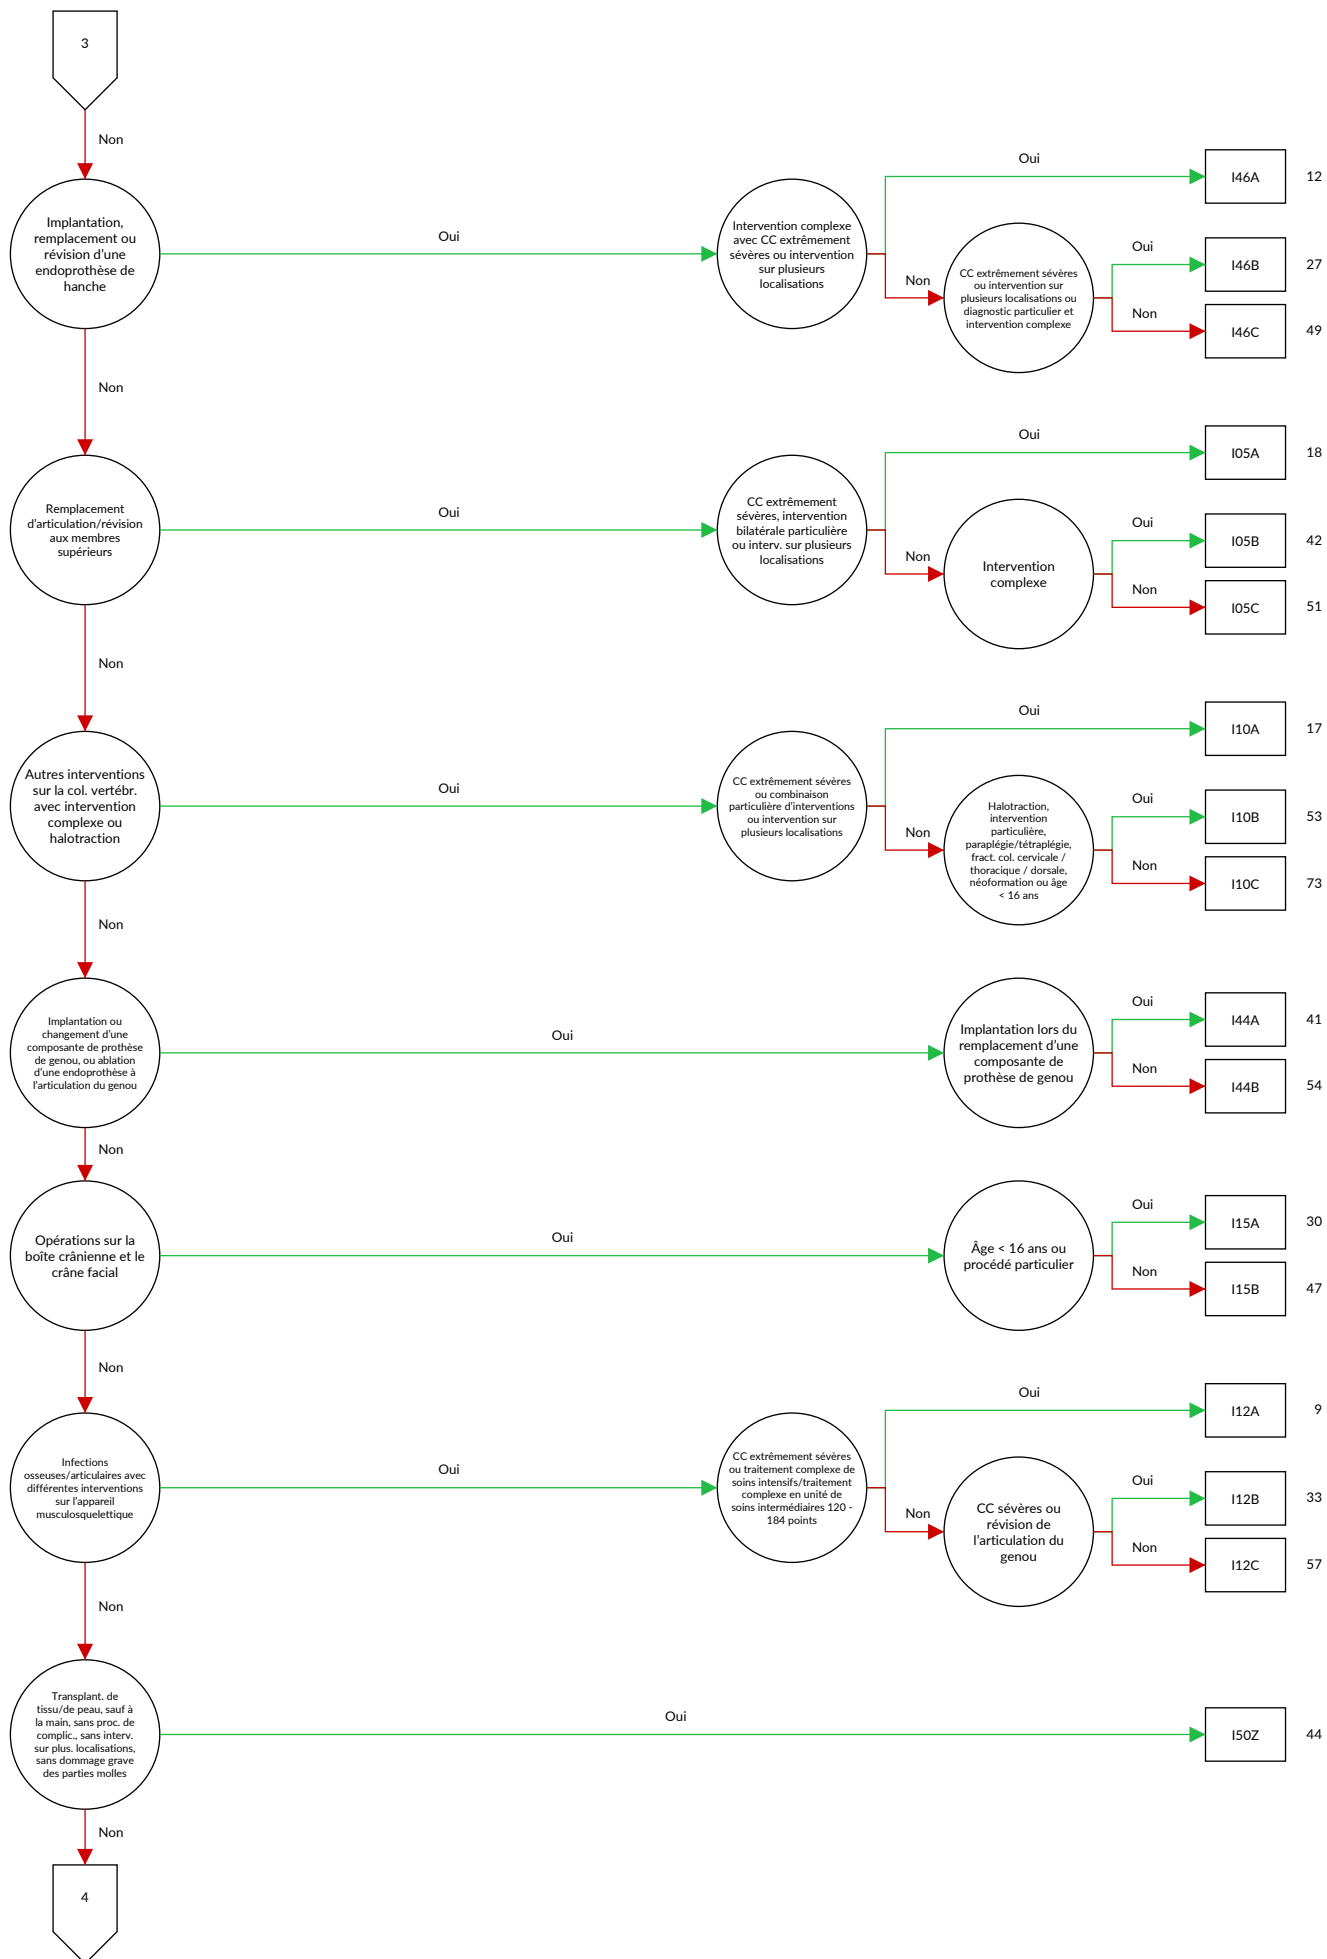 3
Non
Implantation,
remplacement ou
révision d'une
endoprothèse de
hanche
Oui
Intervention complexe
avec CC extrêmement
sévères ou intervention
sur plusieurs
localisations
Oui
I46A
12
Non
CC extrêmement sévères
ou intervention sur
plusieurs localisations ou
diagnostic particulier et
intervention complexe
Oui
I46B
27
Non
I46C
49
Non
Remplacement
d'articulation/révision
aux membres
supérieurs
Oui
CC extrêmement
sévères, intervention
bilatérale particulière
ou interv. sur plusieurs
localisations
Oui
I05A
18
Non
Intervention
complexe
Oui
I05B
42
Non
I05C
51
Non
Autres interventions
sur la col. vertébr.
avec intervention
complexe ou
halotraction
Oui
CC extrêmement sévères
ou combinaison
particulière d'interventions
ou intervention sur
plusieurs localisations
Oui
I10A
17
Non
Halotraction,
intervention
particulière,
paraplégie/tétraplégie,
fract. col. cervicale /
thoracique / dorsale,
néoformation ou âge
< 16 ans
Oui
I10B
53
Non
I10C
73
Non
Implantation ou
changement d'une
composante de prothèse
de genou, ou ablation
d'une endoprothèse à
l'articulation du genou
Oui
Implantation lors du
remplacement d'une
composante de
prothèse de genou
Oui
I44A
41
Non
I44B
54
Non
Opérations sur la
boîte crânienne et le
crâne facial
Oui
Âge < 16 ans ou
procédé particulier
Oui
I15A
30
Non
I15B
47
Non
Infections
osseuses/articulaires avec
différentes interventions
sur l'appareil
musculosquelettique
Oui
CC extrêmement sévères
ou traitement complexe de
soins intensifs/traitement
complexe en unité de
soins intermédiaires 120 -
184 points
Oui
I12A
9
Non
CC sévères ou
révision de
l'articulation du
genou
Oui
I12B
33
Non
I12C
57
Non
Transplant. de
tissu/de peau, sauf à
la main, sans proc. de
complic., sans interv.
sur plus. localisations,
sans dommage grave
des parties molles
Oui
I50Z
44
Non
4